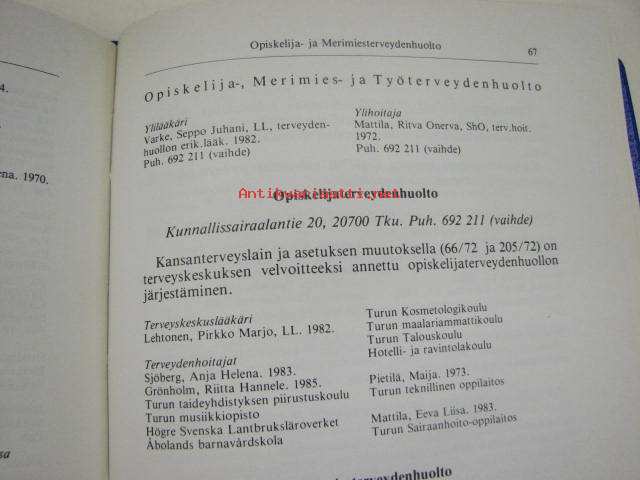 4.
ena. 1970.
sa
Opiskelija- ja Merimiesterveydenhuolto
67
Opiskelija-, Merimies- ja Työterveydenhuolto
Ylilääkäri
Varke, Seppo Juhani, LL, terveyden-
huollon erik.lääk. 1982.
Puh. 692 211 (vaihde)
Ylihoitaja
Mattila, Ritva Onerva, ShO, terv.hoit.
1972.
Puh. 692 211 (vaihde)
Opiskelijaterveydenhuolto
Kunnallissairaalantie 20, 20700 Tku. Puh. 692 211 (vaihde)
Kansanterveyslain ja asetuksen muutoksella (66/72 ja 205/72) on
terveyskeskuksen velvoitteeksi annettu opiskelijaterveydenhuollon
järjestäminen.
Terveyskeskuslääkäri
Lehtonen, Pirkko Marjo, LL. 1982.
Terveydenhoitajat
Sjöberg, Anja Helena. 1983.
Grönholm, Riitta Hannele. 1985.
Turun taideyhdistyksen piirustuskoulu
Turun musiikkiopisto
Högre Svenska Lantbruksläroverket
Åbolands barnavårdskola
Turun Kosmetologikoulu
Turun maalariammattikoulu
Turun Talouskoulu
Hotelli- ja ravintolakoulu
Pietilä, Maija. 1973.
Turun teknillinen oppilaitos
Mattila, Eeva Liisa. 1983.
Turun Sairaanhoito-oppilaitos